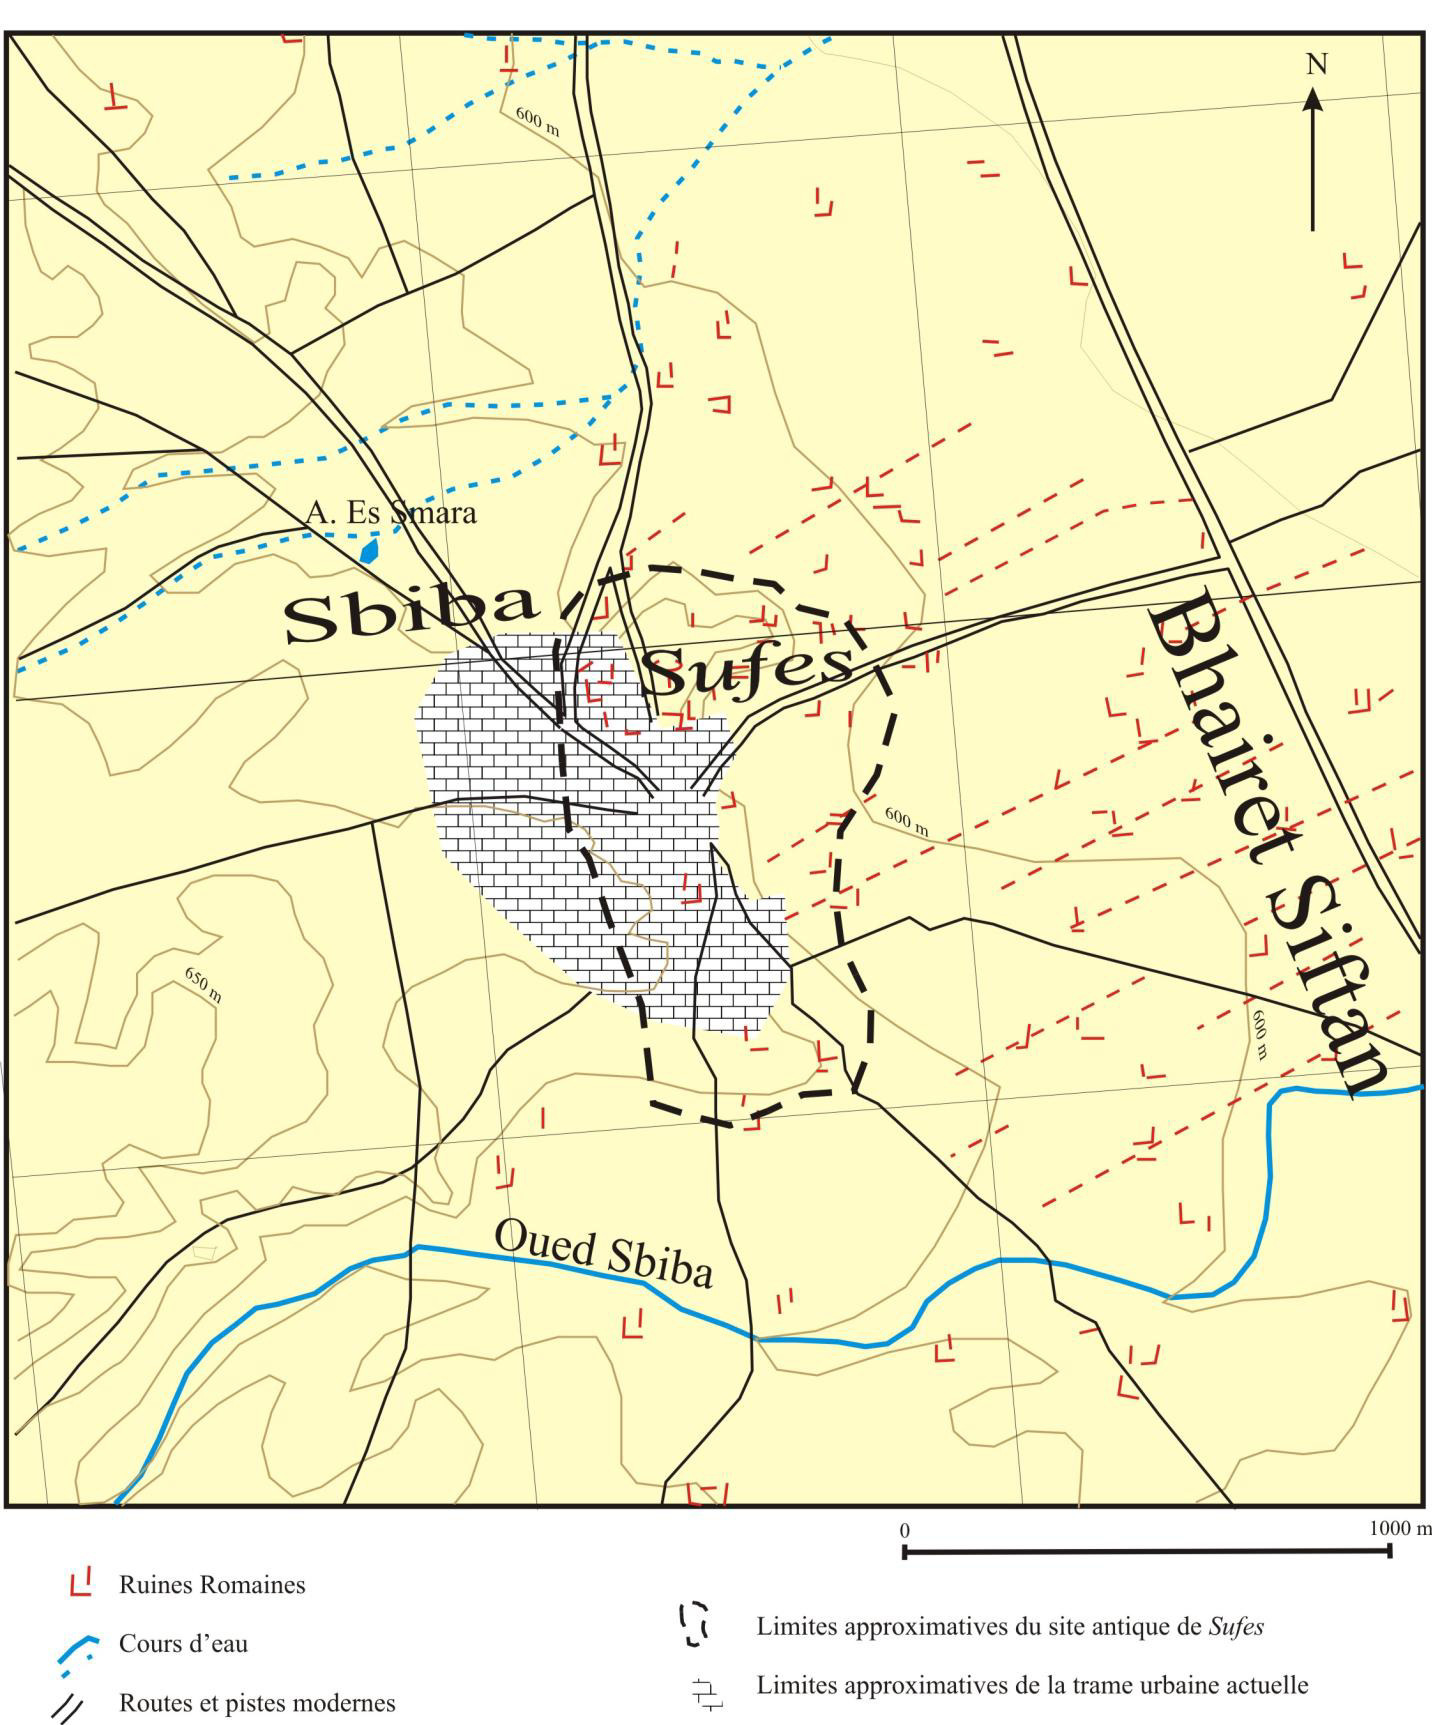 N
600 m
A. Es Smara
Sbiba
Sufes
Bhairet Siftan
600 m
650 m
600 m
Oued Sbiba
0 1000 m
Ruines Romaines
Cours d'eau
Routes et pistes modernes
Limites approximatives du site antique de Sufes
Limites approximatives de la trame urbaine actuelle